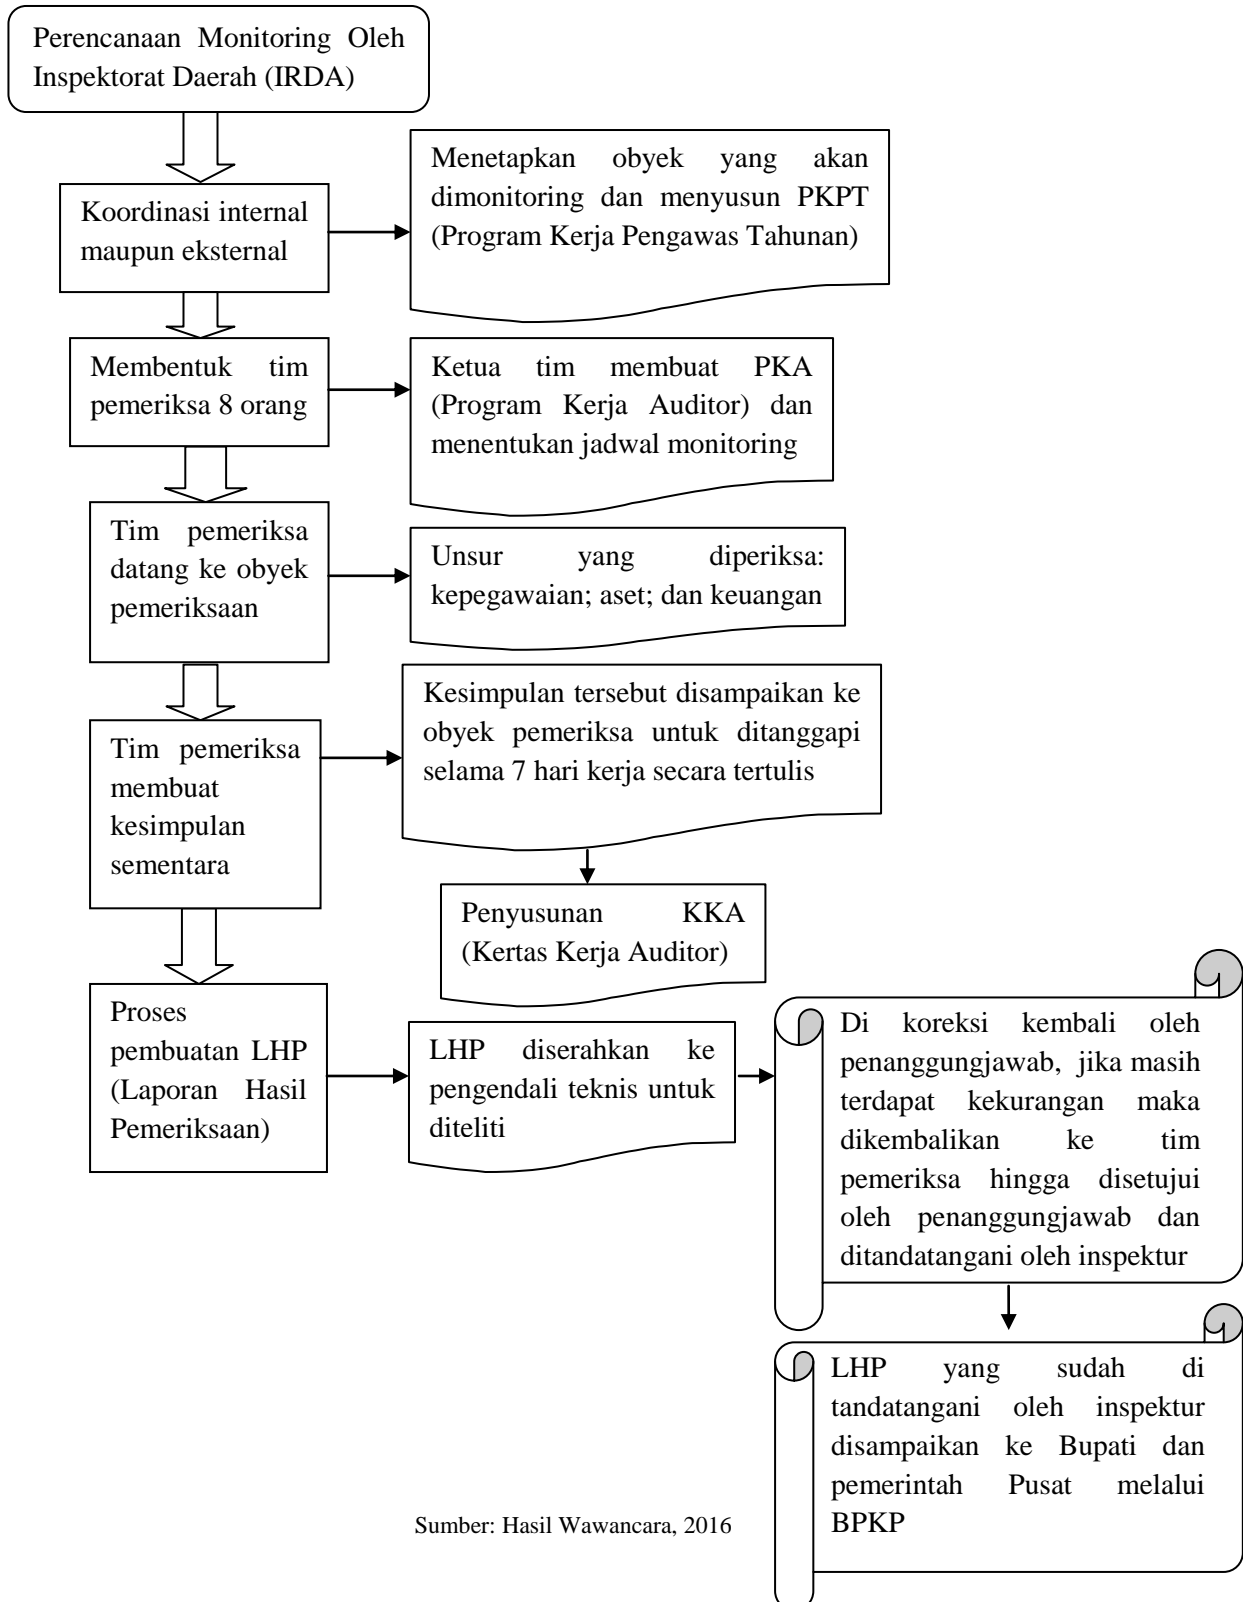 Perencanaan Monitoring Oleh
Inspektorat Daerah (IRDA)
Koordinasi internal
maupun eksternal
Menetapkan obyek yang akan
dimonitoring dan menyusun PKPT
(Program Kerja Pengawas Tahunan)
Membentuk tim
pemeriksa 8 orang
Ketua tim membuat PKA
(Program Kerja Auditor) dan
menentukan jadwal monitoring
Tim pemeriksa
datang ke obyek
pemeriksaan
Unsur yang diperiksa:
kepegawaian; aset; dan keuangan
Tim pemeriksa
membuat
kesimpulan
sementara
Kesimpulan tersebut disampaikan ke
obyek pemeriksa untuk ditanggapi
selama 7 hari kerja secara tertulis
Penyusunan KKA
(Kertas Kerja Auditor)
Proses
pembuatan LHP
(Laporan Hasil
Pemeriksaan)
LHP diserahkan ke
pengendali teknis untuk
diteliti
Di koreksi kembali oleh
penanggungjawab, jika masih
terdapat kekurangan maka
dikembalikan ke tim
pemeriksa hingga disetujui
oleh penanggungjawab dan
ditandatangani oleh inspektur
LHP yang sudah di
tandatangani oleh inspektur
disampaikan ke Bupati dan
pemerintah Pusat melalui
BPKP
Sumber: Hasil Wawancara, 2016